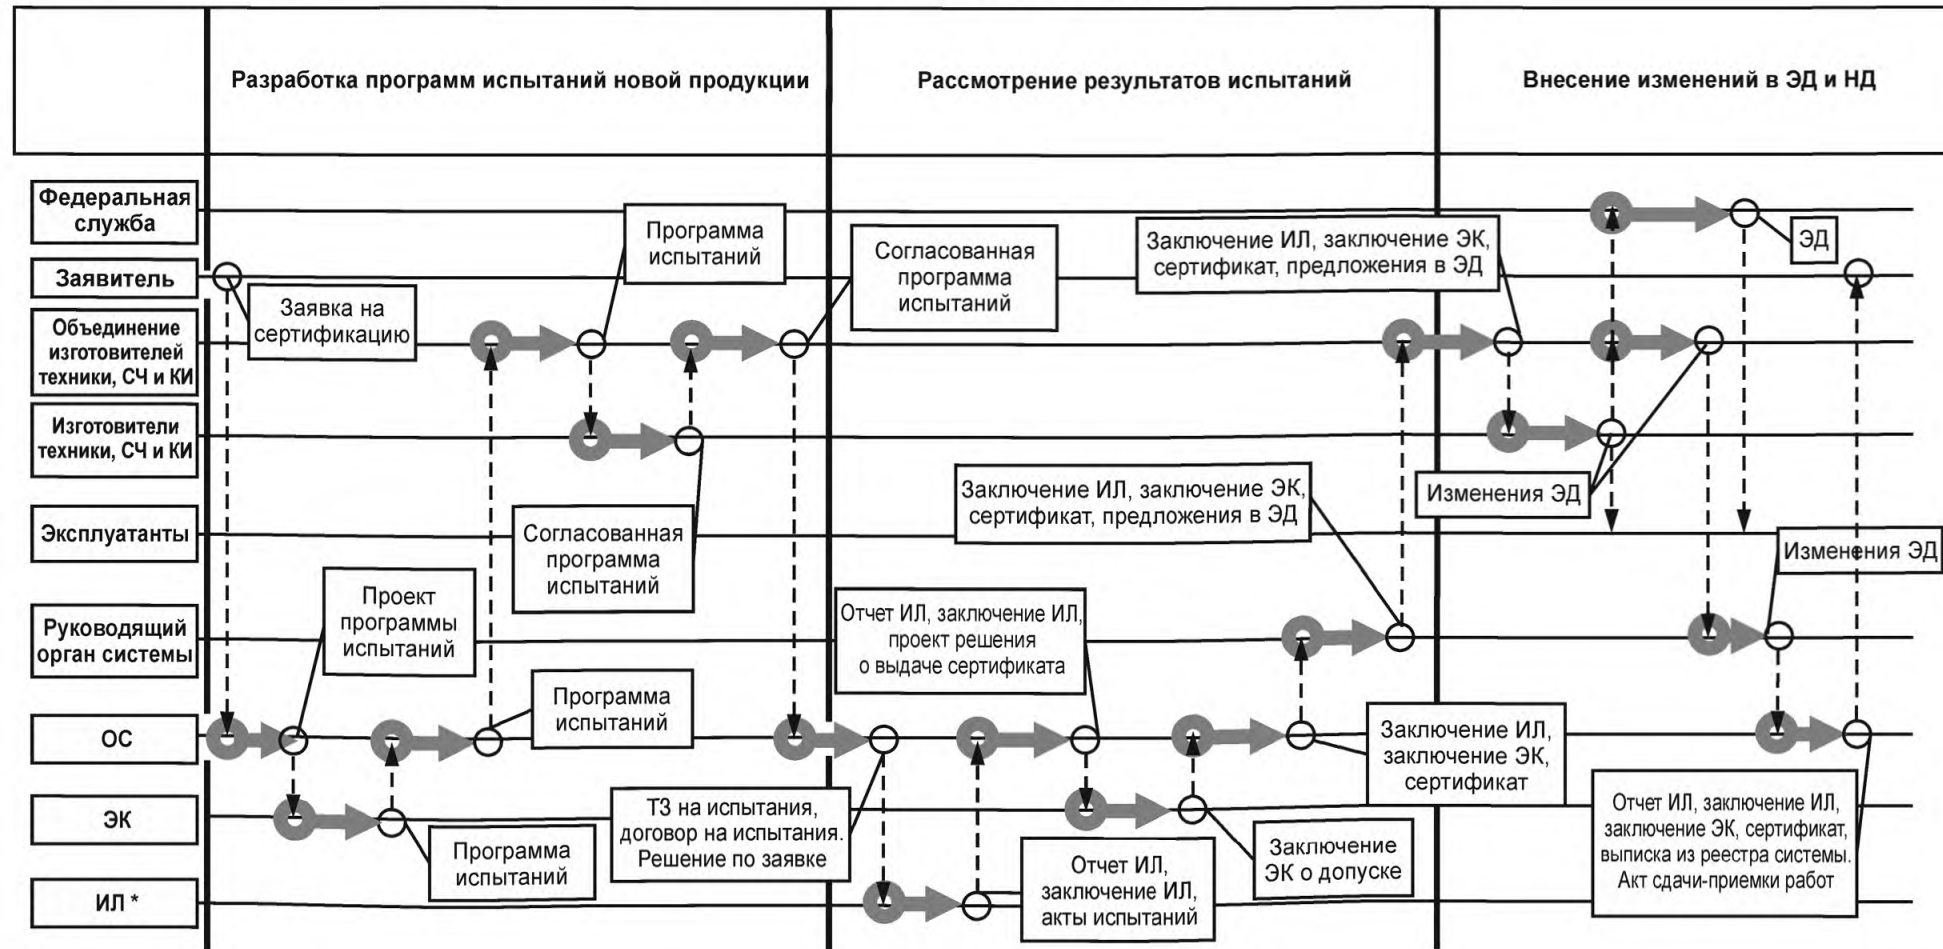 Разработка программ испытаний новой продукции
Рассмотрение результатов испытаний
Внесение изменений в ЭД и НД
Федеральная
служба
Заявитель
Объединение
изготовителей
техники, СЧ и КИ
Изготовители
техники, СЧ и КИ
Эксплуатанты
Руководящий
орган системы
ОС
ЭК
ИЛ *
Заявка на
сертификацию
Программа
испытаний
Согласованная
программа
испытаний
Проект
программы
испытаний
Программа
испытаний
Программа
испытаний
Согласованная
программа
испытаний
ТЗ на испытания,
договор на испытания.
Решение по заявке
Отчет ИЛ, заключение ИЛ,
проект решения
о выдаче сертификата
Отчет ИЛ,
заключение ИЛ,
акты испытаний
Заключение
ЭК о допуске
Заключение ИЛ,
заключение ЭК,
сертификат
Заключение ИЛ, заключение ЭК,
сертификат, предложения в ЭД
Заключение ИЛ, заключение ЭК,
сертификат, предложения в ЭД
ЭД
Изменения ЭД
Изменения ЭД
Отчет ИЛ, заключение ИЛ,
заключение ЭК, сертификат,
выписка из реестра системы.
Акт сдачи-приемки работ